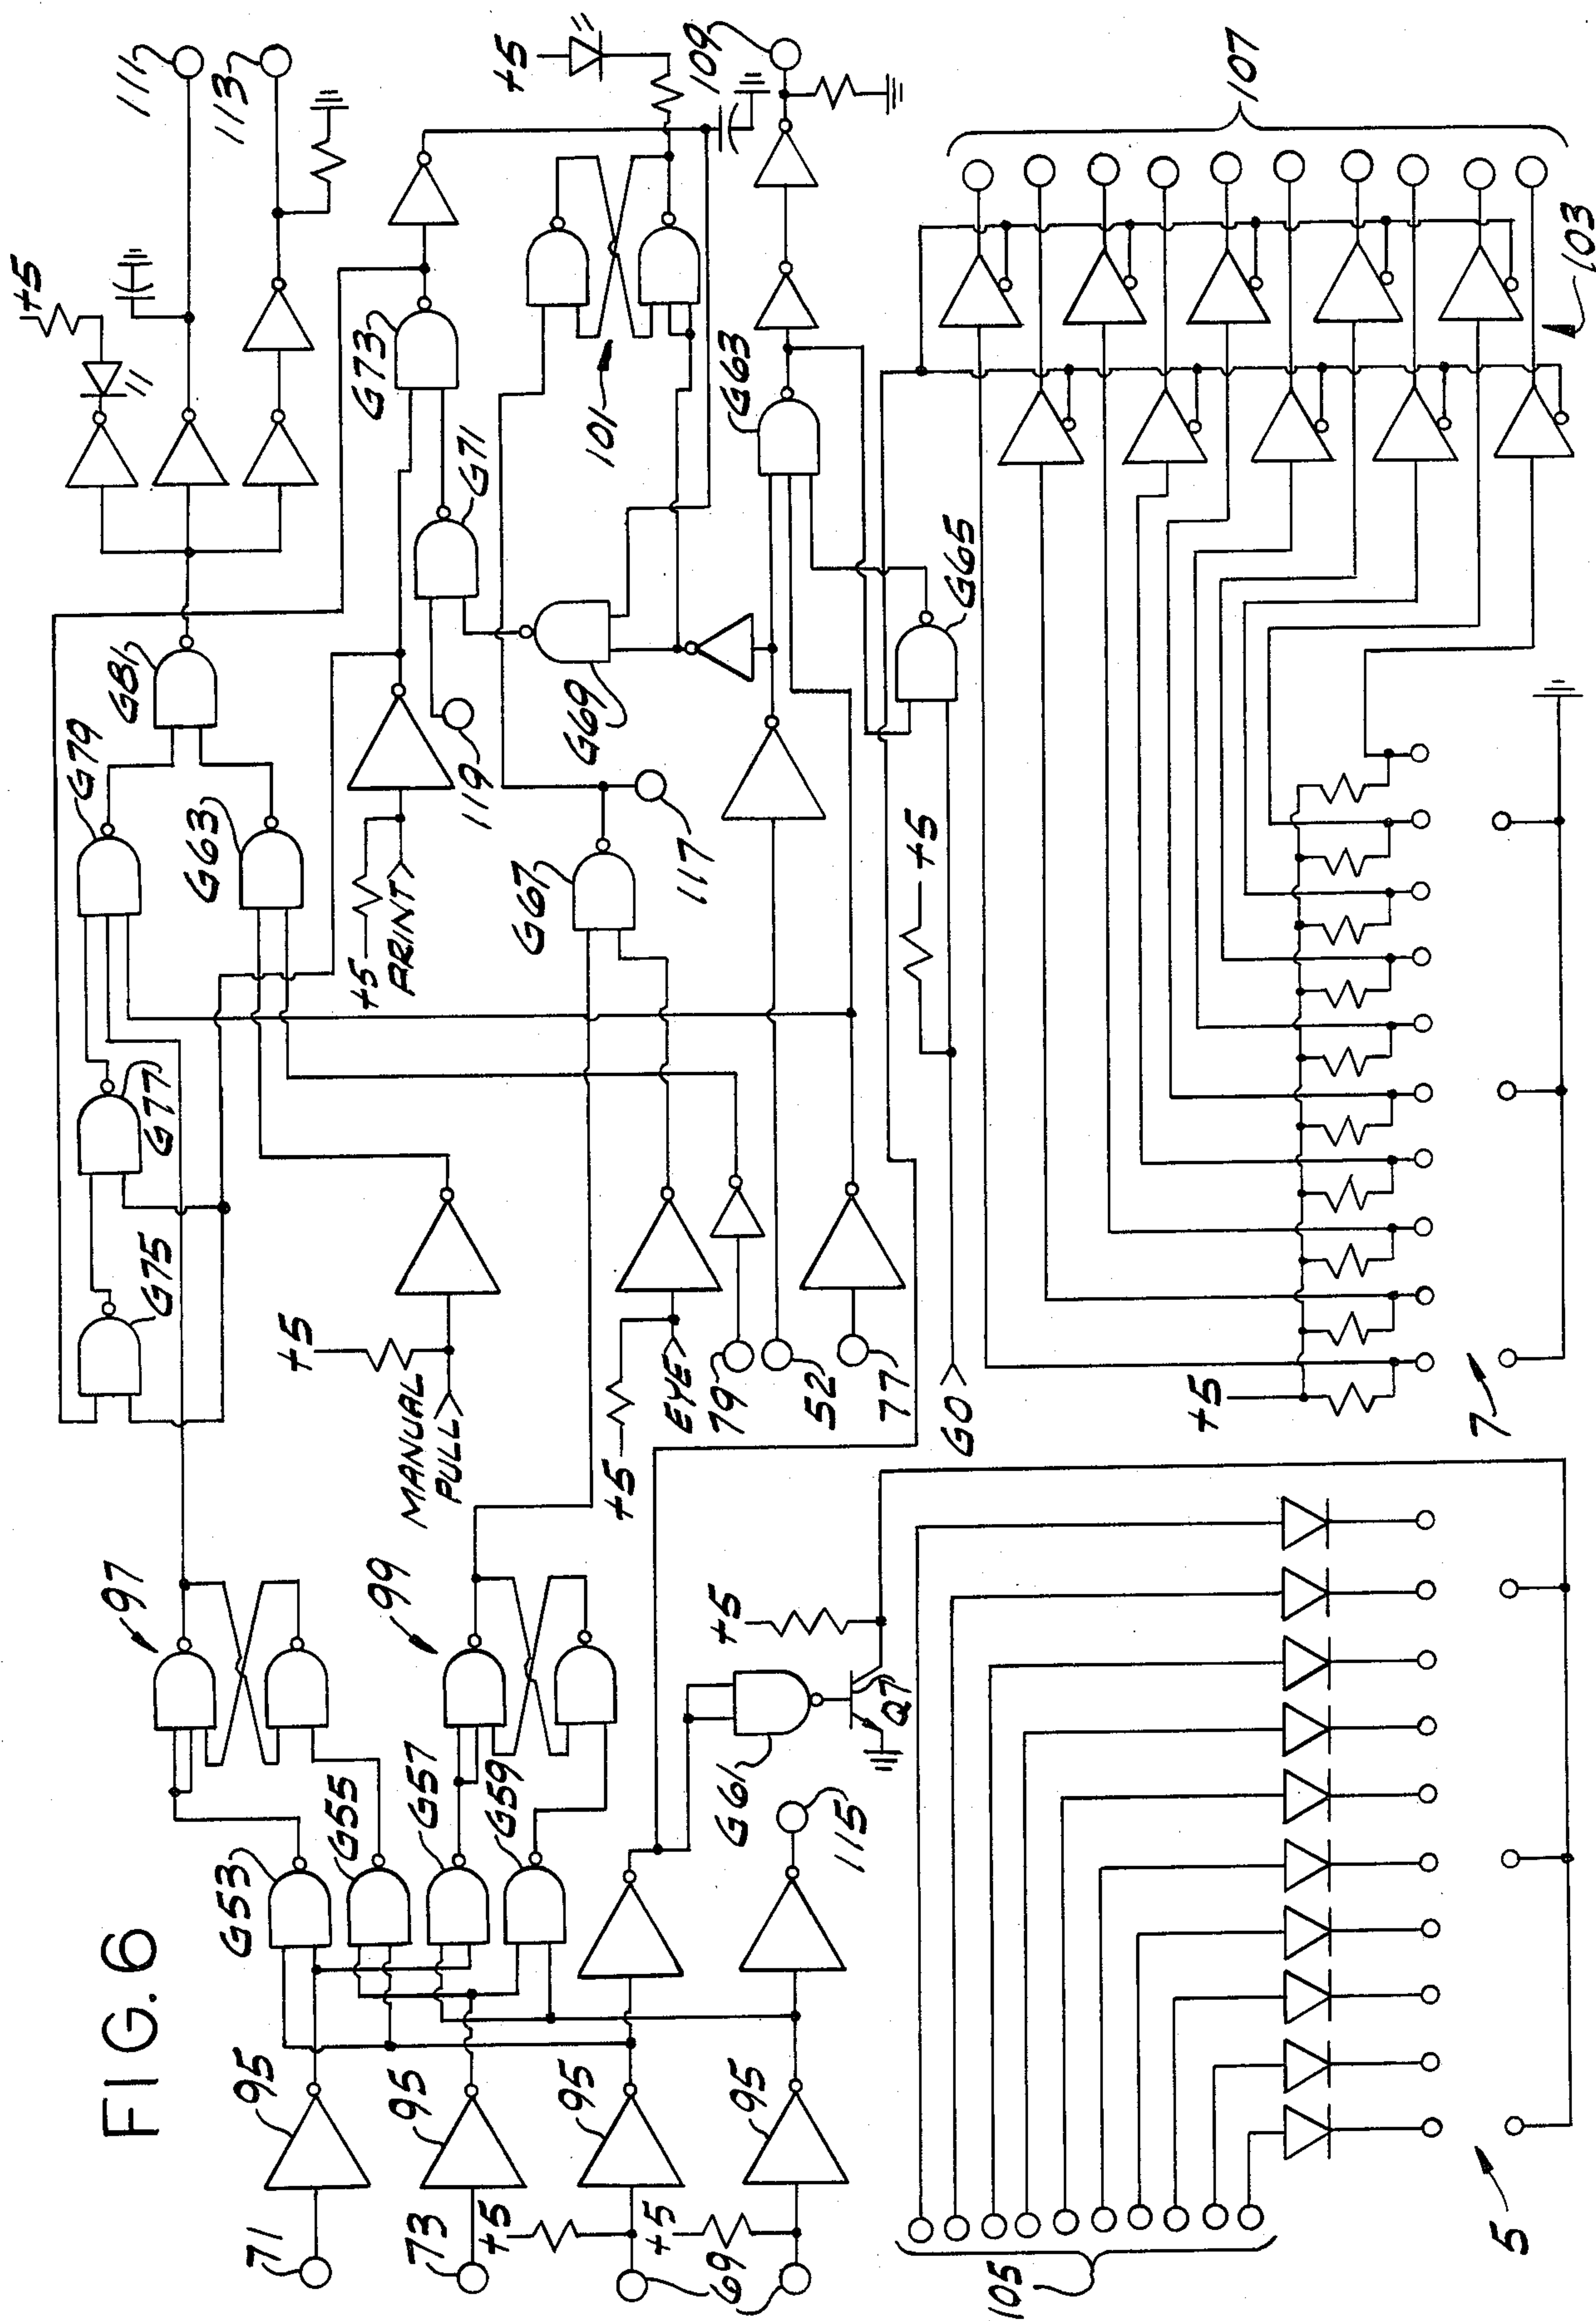 FIG. 6
71
95
73
95
+5
95
+5
69
95
G53
G55
G57
G59
97
99
G61
+5
Q7
115
105
5
G75
G77
G79
G81
G63
+5
111
113
+5
MANUAL
PULL
+5
PRINT
119
G71
G73
G67
117
G69
101
+5
109
+5
EYE
79
52
77
GO
+5
G65
G63
+5
7
103
107